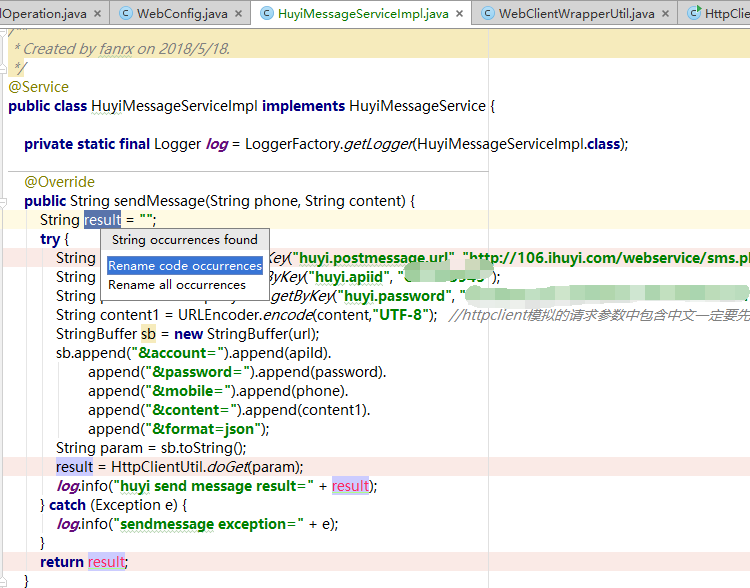 lOperation.java × WebConfig.java × HuyiMessageServiceImpl.java × WebClientWrapperUtil.java × HttpClie
/**
* Created by fanrx on 2018/5/18.
*/
@Service
public class HuyiMessageServiceImpl implements HuyiMessageService {
private static final Logger log = LoggerFactory.getLogger(HuyiMessageServiceImpl.class);
@Override
public String sendMessage(String phone, String content) {
String result = "";
try {
String occurrences found
String Key("huyi.postmessage.url", "http://106.ihuyi.com/webservice/sms.pl
Rename code occurrences
String ByKey("huyi.apiid", ");
Rename all occurrences
String .getByKey("huyi.password", "
String content1 = URLEncoder.encode(content,"UTF-8"); //httpclient模拟的请求参数中包含中文一定要先
StringBuffer sb = new StringBuffer(url);
sb.append("&account=").append(apiId).
append("&password=").append(password).
append("&mobile=").append(phone).
append("&content=").append(content1).
append("&format=json");
String param = sb.toString();
result = HttpClientUtil.doGet(param);
log.info("huyi send message result=" + result);
} catch (Exception e) {
log.info("sendmessage exception=" + e);
}
return result;
}